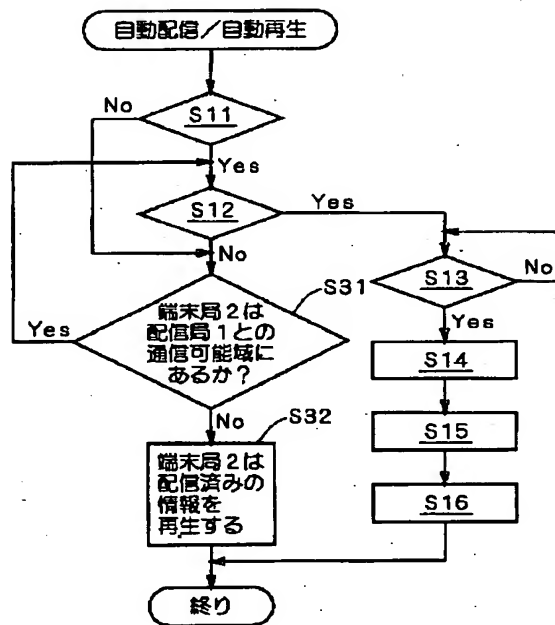 自動配信／自動再生
No
S11
Yes
S12
Yes
No
S13
No
S31
端末局2は
配信局1との
通信可能域に
あるか？
Yes
Yes
S14
No
S32
S15
端末局2は
配信済みの
情報を
再生する
S16
終り